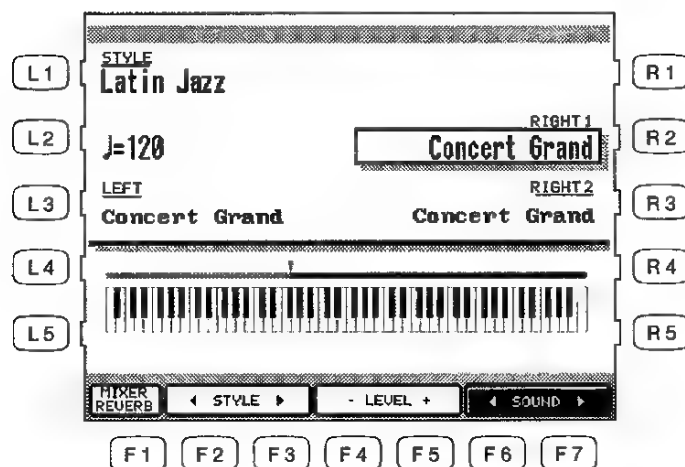 STYLE
L1 Latin Jazz R1
RIGHT1
L2 ♩=120 Concert Grand R2
LEFT RIGHT2
L3 Concert Grand Concert Grand R3
L4 R4
L5 R5
MIXER
REVERB ◀ STYLE ▶ - LEVEL + ◀ SOUND ▶
F1 F2 F3 F4 F5 F6 F7